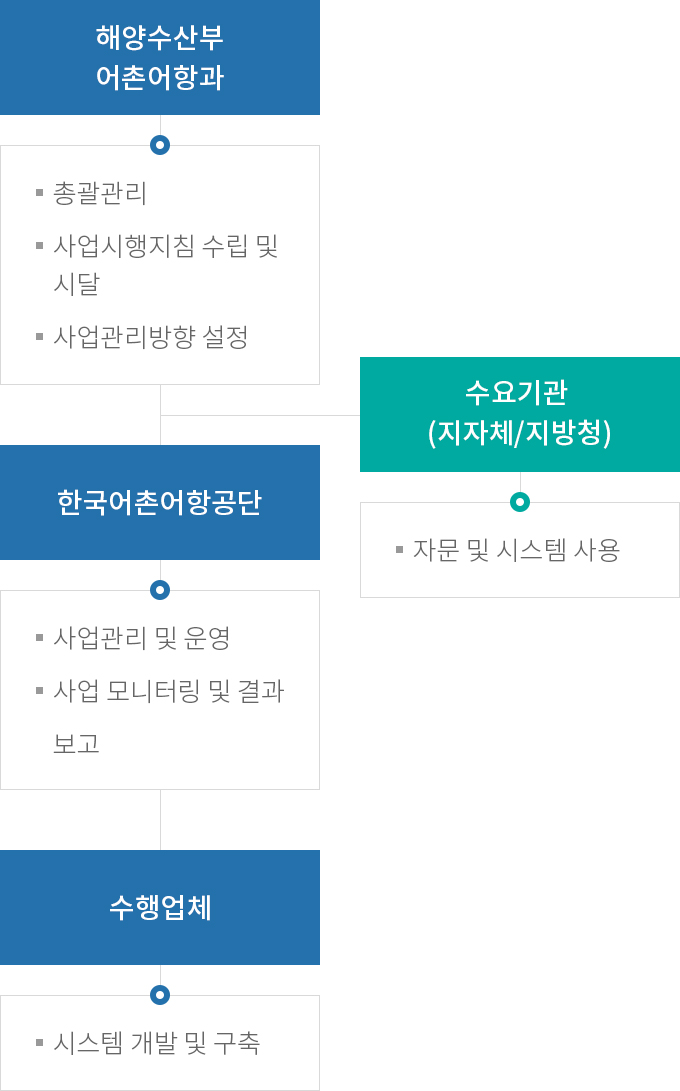 해양수산부
어촌어항과
총괄관리
사업시행지침 수립 및
시달
사업관리방향 설정
수요기관
(지자체/지방청)
자문 및 시스템 사용
한국어촌어항공단
사업관리 및 운영
사업 모니터링 및 결과
보고
수행업체
시스템 개발 및 구축